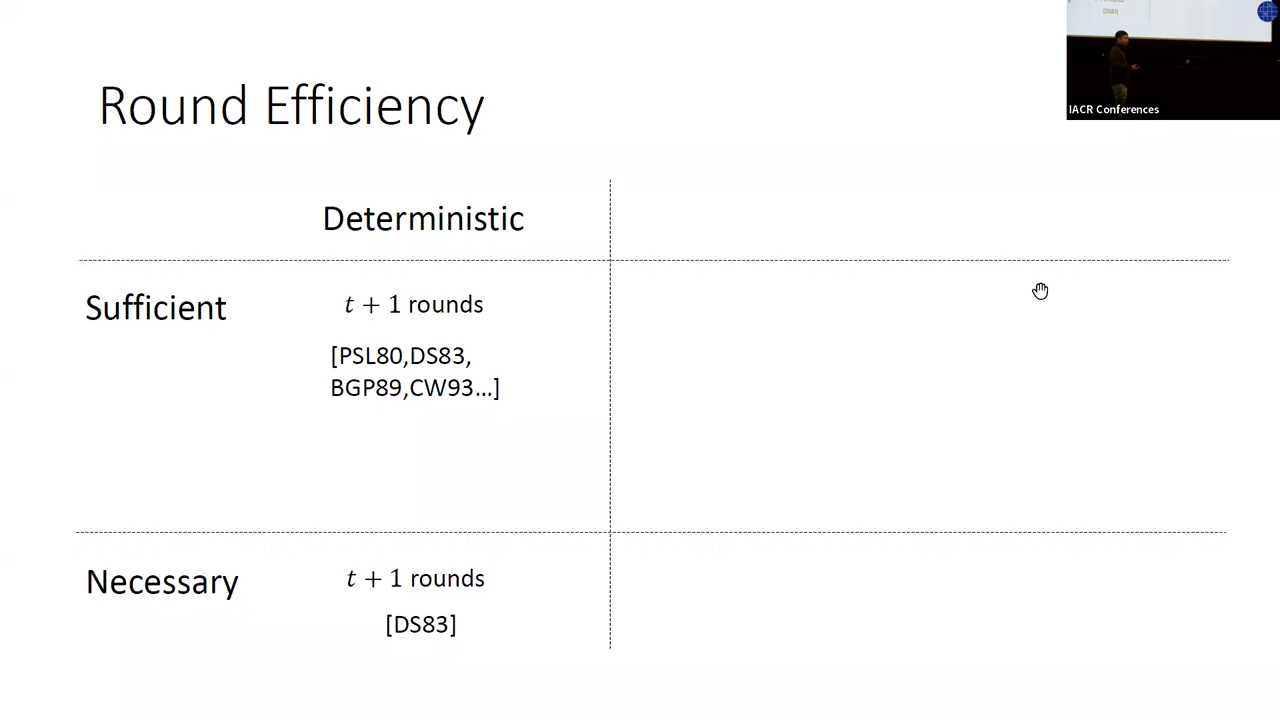 Round Efficiency
Deterministic
Sufficient
t + 1 rounds
[PSL80,DS83,
BGP89,CW93...]
Necessary
t + 1 rounds
[DS83]
IACR Conferences